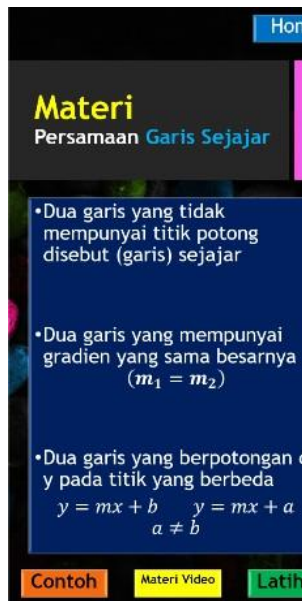 Hom
Materi
Persamaan Garis Sejajar
•Dua garis yang tidak
mempunyai titik potong
disebut (garis) sejajar
•Dua garis yang mempunyai
gradien yang sama besarnya
(m₁ = m₂)
•Dua garis yang berpotongan
y pada titik yang berbeda
y = mx + b y = mx + a
a ≠ b
Contoh
Materi Video
Latih